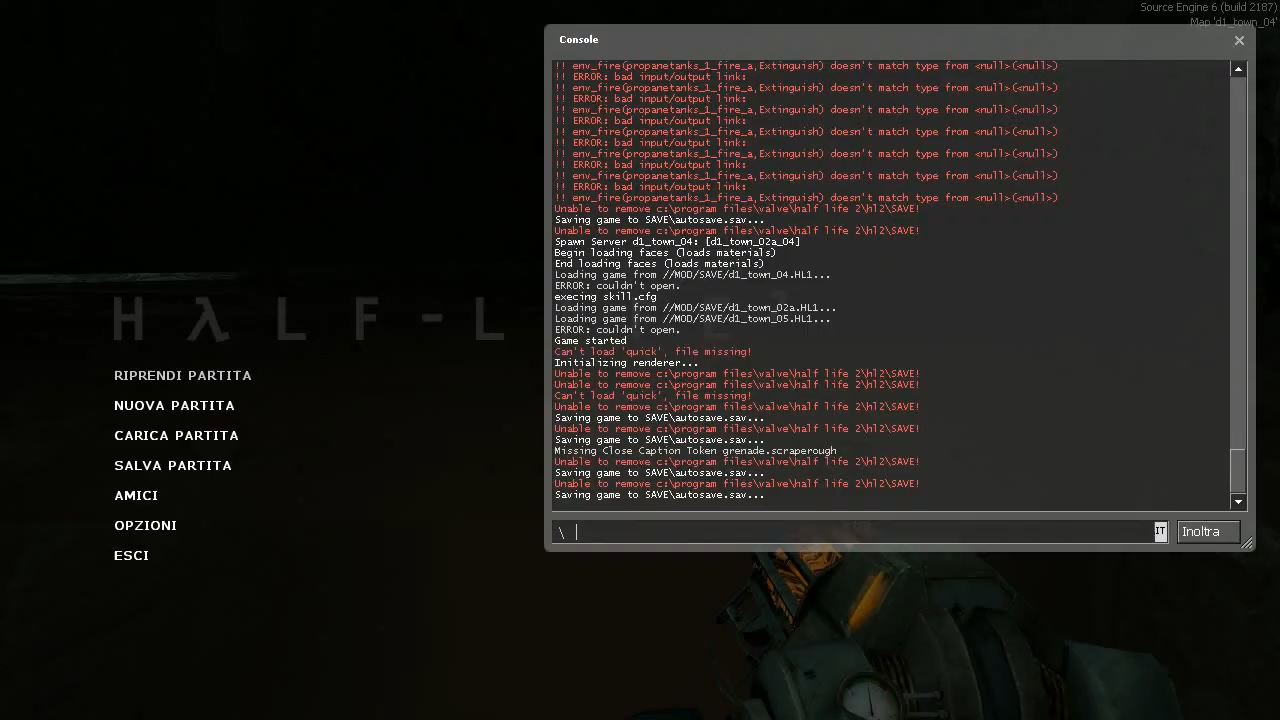 Source Engine 6 (build 2187)
Map 'd1_town_04'
Console
!! env_fire(propanetanks_1_fire_a,Extinguish) doesn't match type from <null>(<null>)
!! ERROR: bad input/output link:
!! env_fire(propanetanks_1_fire_a,Extinguish) doesn't match type from <null>(<null>)
!! ERROR: bad input/output link:
!! env_fire(propanetanks_1_fire_a,Extinguish) doesn't match type from <null>(<null>)
!! ERROR: bad input/output link:
!! env_fire(propanetanks_1_fire_a,Extinguish) doesn't match type from <null>(<null>)
!! ERROR: bad input/output link:
!! env_fire(propanetanks_1_fire_a,Extinguish) doesn't match type from <null>(<null>)
!! ERROR: bad input/output link:
!! env_fire(propanetanks_1_fire_a,Extinguish) doesn't match type from <null>(<null>)
!! ERROR: bad input/output link:
!! env_fire(propanetanks_1_fire_a,Extinguish) doesn't match type from <null>(<null>)
Unable to remove c:\program files\valve\half life 2\hl2\SAVE!
Saving game to SAVE\autosave.sav...
Unable to remove c:\program files\valve\half life 2\hl2\SAVE!
Spawn Server d1_town_04: [d1_town_02a_04]
Begin loading faces (loads materials)
End loading faces (loads materials)
Loading game from //MOD/SAVE/d1_town_04.HL1...
ERROR: couldn't open.
execing skill.cfg
Loading game from //MOD/SAVE/d1_town_02a.HL1...
Loading game from //MOD/SAVE/d1_town_05.HL1...
ERROR: couldn't open.
Game started
Can't load 'quick', file missing!
Initializing renderer...
Unable to remove c:\program files\valve\half life 2\hl2\SAVE!
Unable to remove c:\program files\valve\half life 2\hl2\SAVE!
Can't load 'quick', file missing!
Unable to remove c:\program files\valve\half life 2\hl2\SAVE!
Saving game to SAVE\autosave.sav...
Unable to remove c:\program files\valve\half life 2\hl2\SAVE!
Saving game to SAVE\autosave.sav...
Missing Close Caption Token grenade.scraperough
Unable to remove c:\program files\valve\half life 2\hl2\SAVE!
Saving game to SAVE\autosave.sav...
Unable to remove c:\program files\valve\half life 2\hl2\SAVE!
Saving game to SAVE\autosave.sav...
\
IT
Inoltra
HλLF-L
RIPRENDI PARTITA
NUOVA PARTITA
CARICA PARTITA
SALVA PARTITA
AMICI
OPZIONI
ESCI